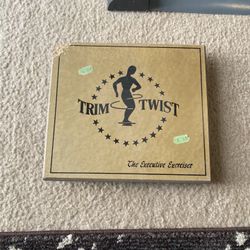 TRIM TWIST
The Executive Exerciser